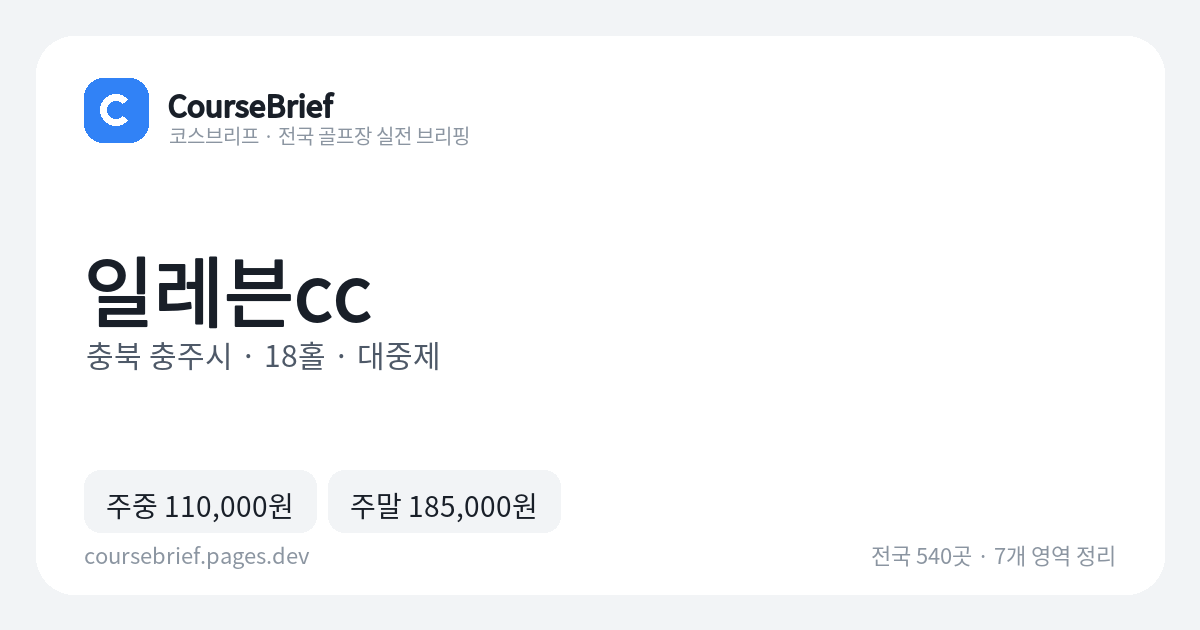 C
CourseBrief
코스브리프 · 전국 골프장 실전 브리핑
일레븐cc
충북 충주시 · 18홀 · 대중제
주중 110,000원 주말 185,000원
coursebrief.pages.dev 전국 540곳 · 7개 영역 정리